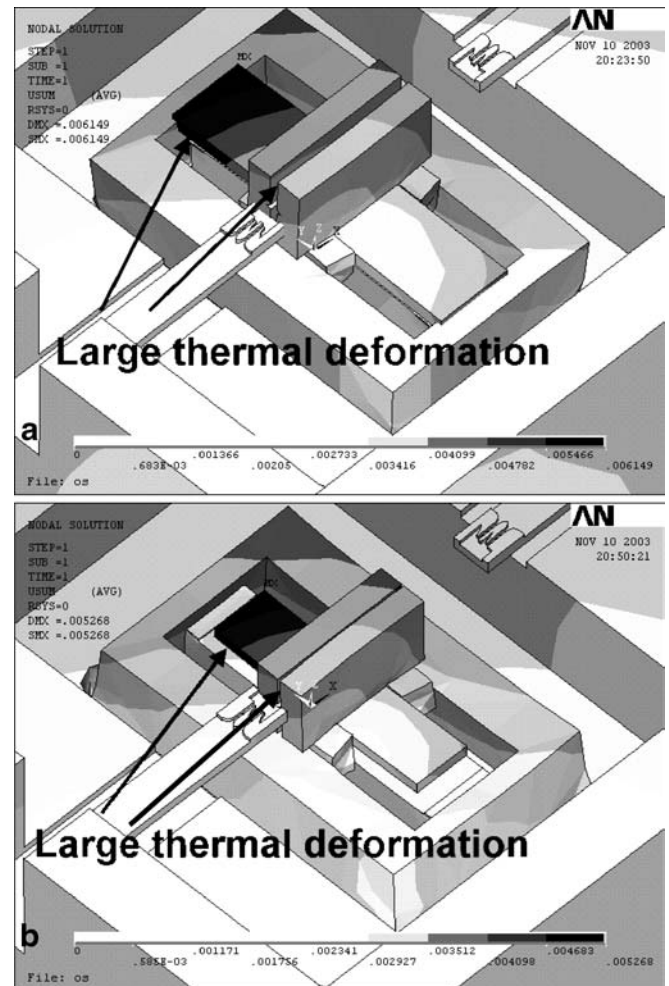 NODAL SOLUTION
STEP=1
SUB =1
TIME=1
USUM (AVG)
RSYS=0
DMX =.006149
SMX =.006149
AN
NOV 10 2003
20:23:50
MX
Y Z X
Large thermal deformation
a
0 .001366 .002733 .004099 .005466
.683E-03 .00205 .003416 .004782 .006149
File: os
NODAL SOLUTION
STEP=1
SUB =1
TIME=1
USUM (AVG)
RSYS=0
DMX =.005268
SMX =.005268
AN
NOV 10 2003
20:50:21
MX
Y Z X
Large thermal deformation
b
0 .001171 .002341 .003512 .004683
.585E-03 .001756 .002927 .004098 .005268
File: os